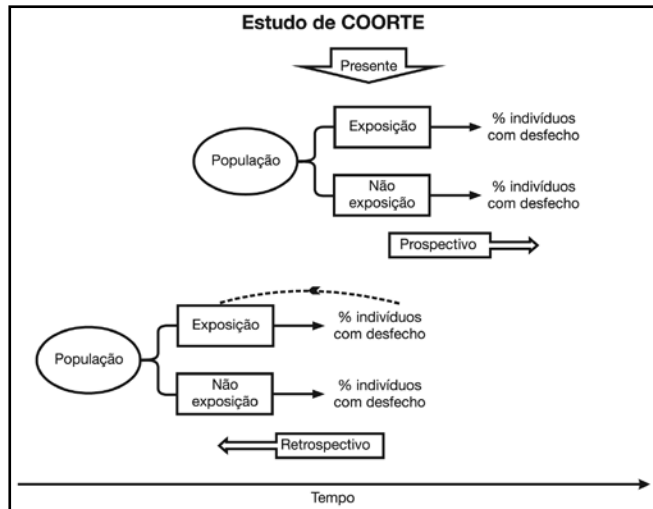 Estudo de COORTE
Presente
Exposição
% indivíduos
com desfecho
População
Não
exposição
% indivíduos
com desfecho
Prospectivo
Exposição
% indivíduos
com desfecho
População
Não
exposição
% indivíduos
com desfecho
Retrospectivo
Tempo